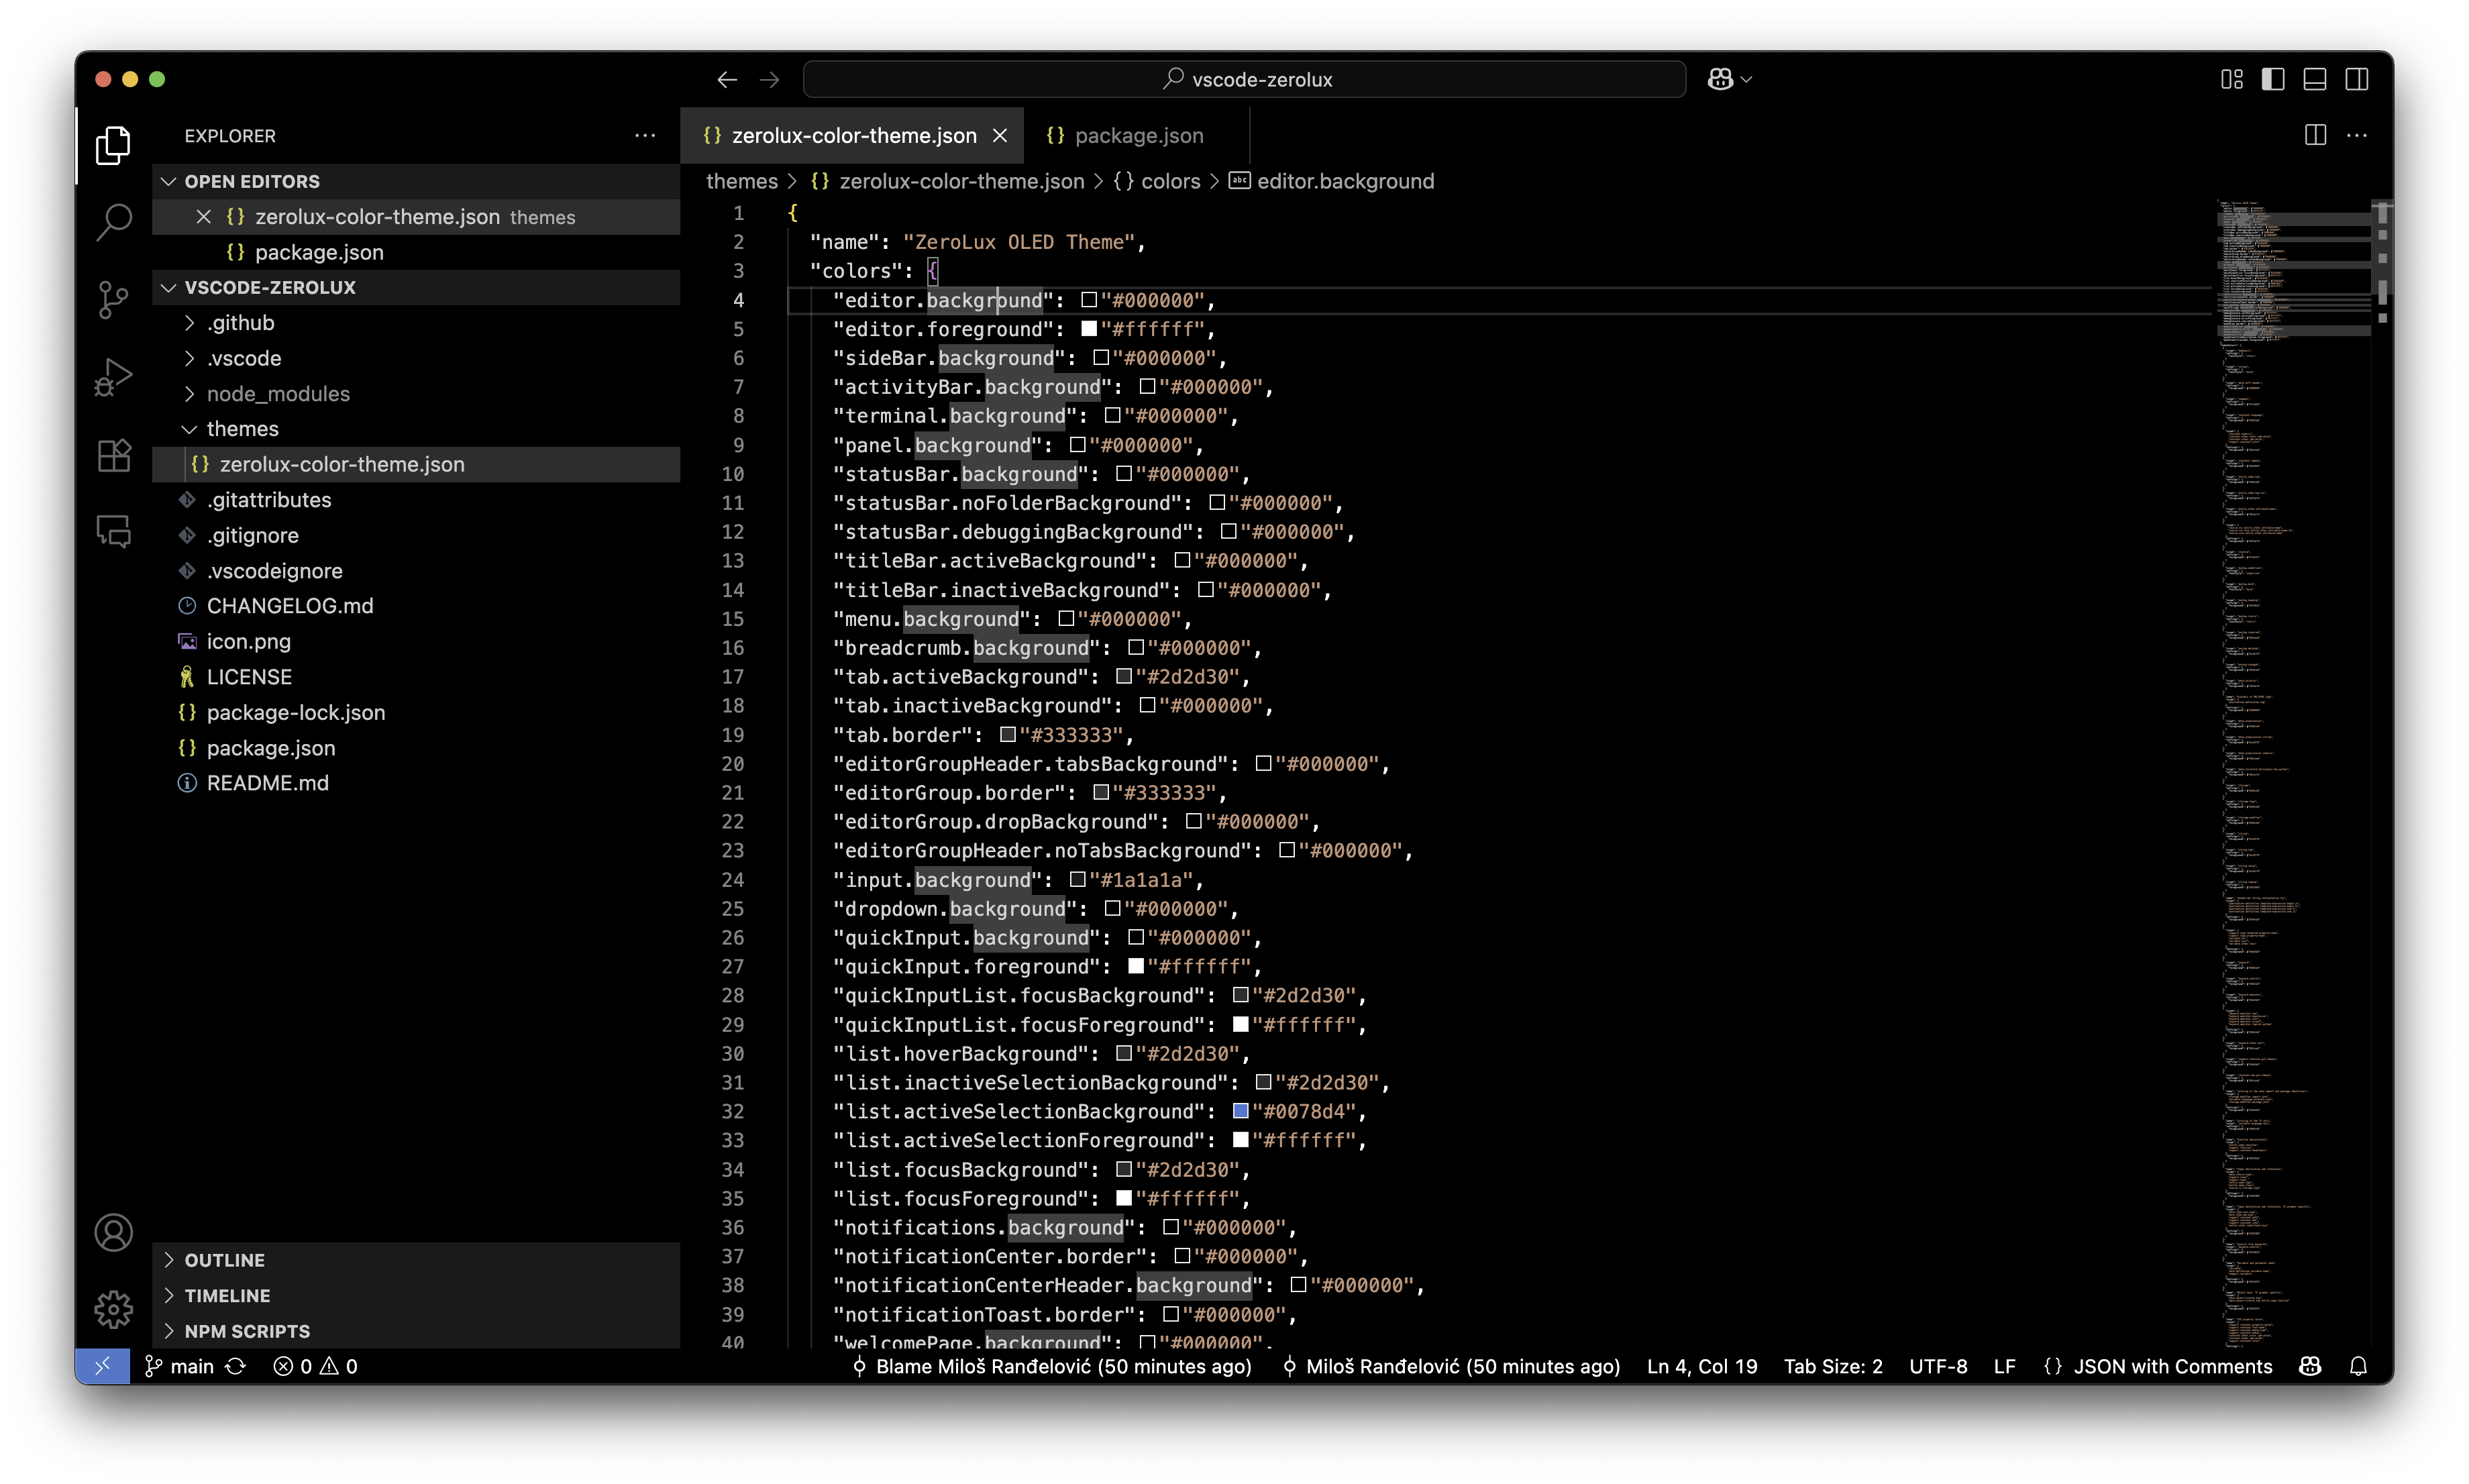 vscode-zerolux
EXPLORER
OPEN EDITORS
zerolux-color-theme.json themes
package.json
VSCODE-ZEROLUX
.github
.vscode
node_modules
themes
zerolux-color-theme.json
.gitattributes
.gitignore
.vscodeignore
CHANGELOG.md
icon.png
LICENSE
package-lock.json
package.json
README.md
OUTLINE
TIMELINE
NPM SCRIPTS
zerolux-color-theme.json
package.json
themes > {} zerolux-color-theme.json > {} colors > abc editor.background
1 {
2 "name": "ZeroLux OLED Theme",
3 "colors": {
4 "editor.background": "#000000",
5 "editor.foreground": "#ffffff",
6 "sideBar.background": "#000000",
7 "activityBar.background": "#000000",
8 "terminal.background": "#000000",
9 "panel.background": "#000000",
10 "statusBar.background": "#000000",
11 "statusBar.noFolderBackground": "#000000",
12 "statusBar.debuggingBackground": "#000000",
13 "titleBar.activeBackground": "#000000",
14 "titleBar.inactiveBackground": "#000000",
15 "menu.background": "#000000",
16 "breadcrumb.background": "#000000",
17 "tab.activeBackground": "#2d2d30",
18 "tab.inactiveBackground": "#000000",
19 "tab.border": "#333333",
20 "editorGroupHeader.tabsBackground": "#000000",
21 "editorGroup.border": "#333333",
22 "editorGroup.dropBackground": "#000000",
23 "editorGroupHeader.noTabsBackground": "#000000",
24 "input.background": "#1a1a1a",
25 "dropdown.background": "#000000",
26 "quickInput.background": "#000000",
27 "quickInput.foreground": "#ffffff",
28 "quickInputList.focusBackground": "#2d2d30",
29 "quickInputList.focusForeground": "#ffffff",
30 "list.hoverBackground": "#2d2d30",
31 "list.inactiveSelectionBackground": "#2d2d30",
32 "list.activeSelectionBackground": "#0078d4",
33 "list.activeSelectionForeground": "#ffffff",
34 "list.focusBackground": "#2d2d30",
35 "list.focusForeground": "#ffffff",
36 "notifications.background": "#000000",
37 "notificationCenter.border": "#000000",
38 "notificationCenterHeader.background": "#000000",
39 "notificationToast.border": "#000000",
40 "welcomePage.background": "#000000",
main 0 0 Blame Miloš Ranđelović (50 minutes ago) Miloš Ranđelović (50 minutes ago) Ln 4, Col 19 Tab Size: 2 UTF-8 LF {} JSON with Comments